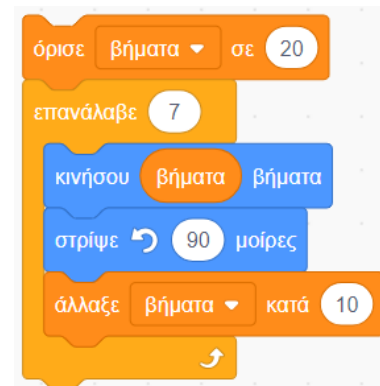 όρισε βήματα σε 20
επανάλαβε 7
κινήσου βήματα βήματα
στρίψε 90 μοίρες
άλλαξε βήματα κατά 10